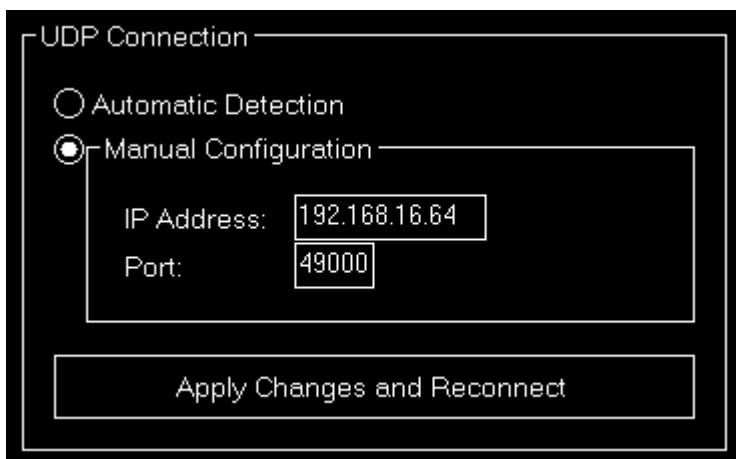 UDP Connection
Automatic Detection
Manual Configuration
IP Address: 192.168.16.64
Port: 49000
Apply Changes and Reconnect